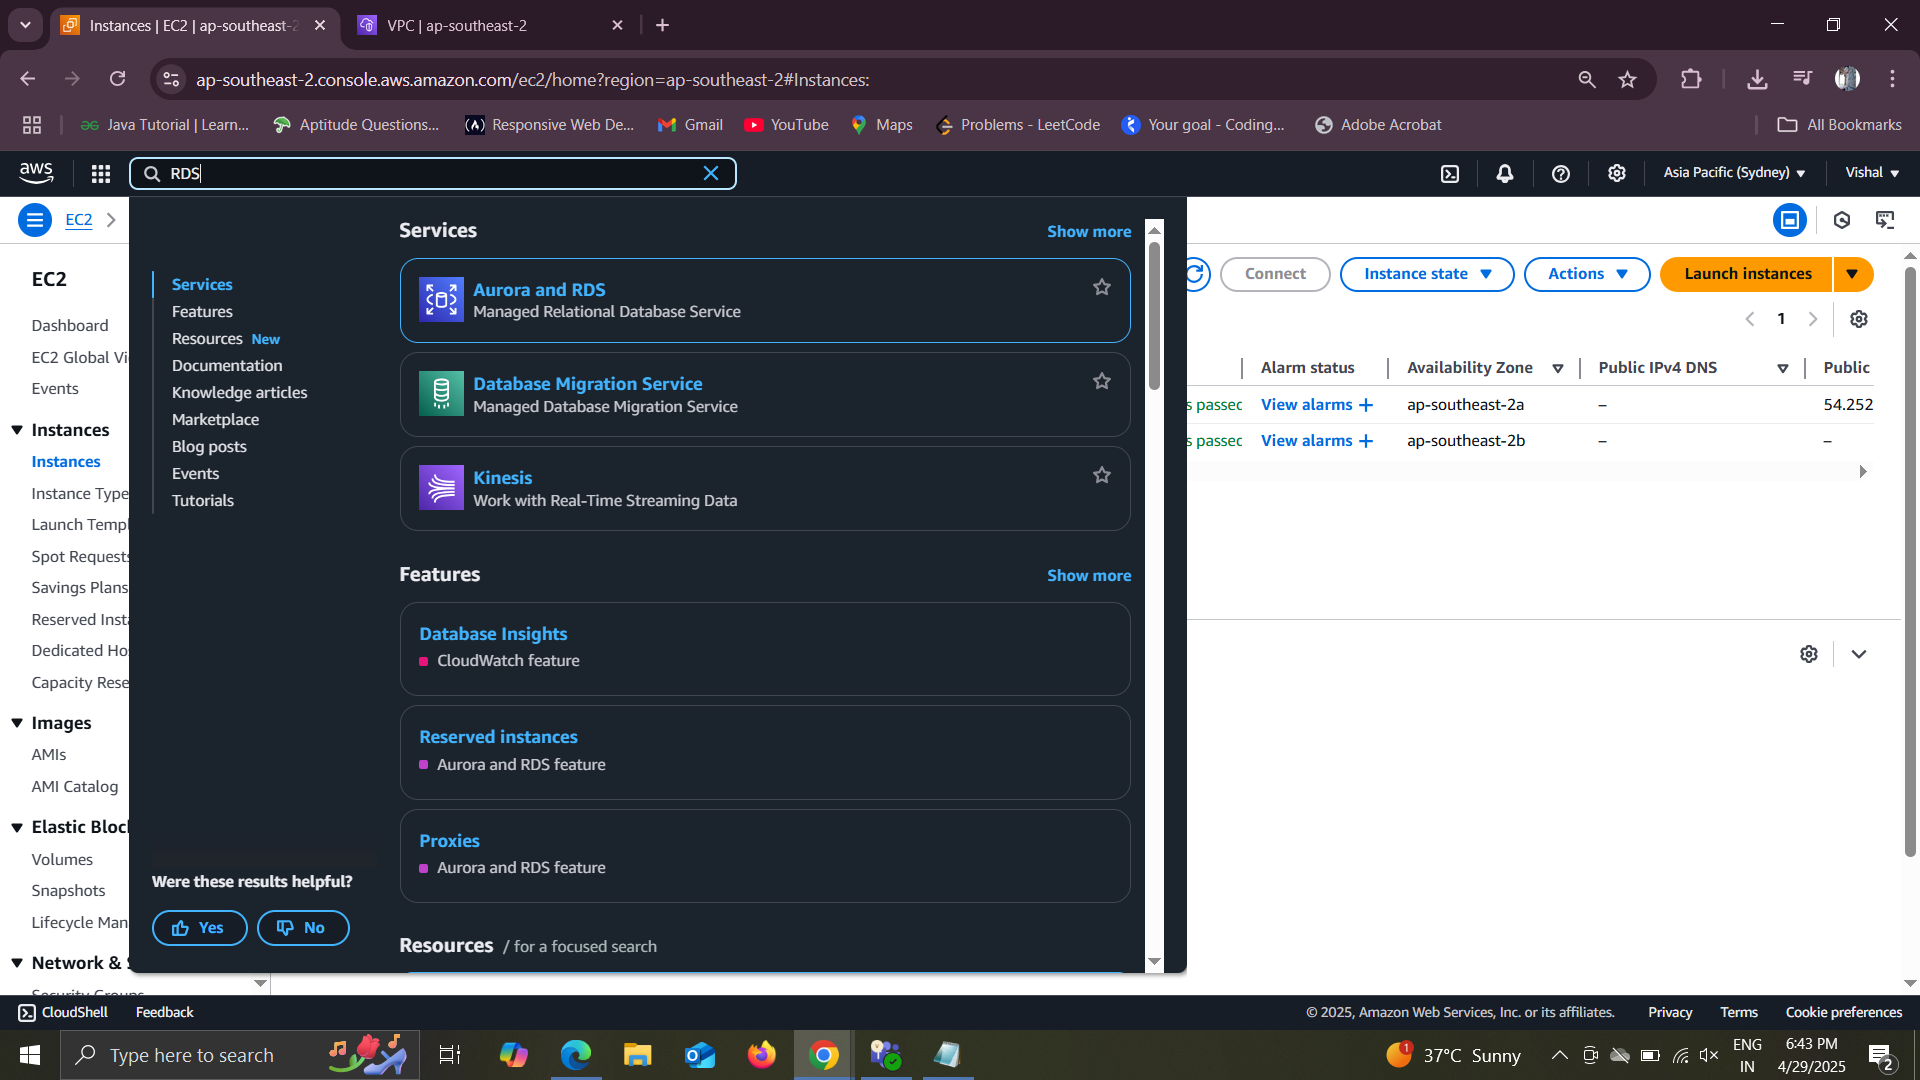 Instances | EC2 | ap-southeast-2
VPC | ap-southeast-2
ap-southeast-2.console.aws.amazon.com/ec2/home?region=ap-southeast-2#Instances:
Java Tutorial | Learn...
Aptitude Questions...
Responsive Web De...
Gmail
YouTube
Maps
Problems - LeetCode
Your goal - Coding...
Adobe Acrobat
All Bookmarks
aws
RDS
Asia Pacific (Sydney)
Vishal
EC2
EC2
Dashboard
EC2 Global Vi
Events
Instances
Instances
Instance Type
Launch Templ
Spot Requests
Savings Plans
Reserved Insta
Dedicated Ho
Capacity Rese
Images
AMIs
AMI Catalog
Elastic Bloc
Volumes
Snapshots
Lifecycle Man
Network & S
Security Groups
Services
Features
Resources New
Documentation
Knowledge articles
Marketplace
Blog posts
Events
Tutorials
Were these results helpful?
Yes
No
Services
Show more
Aurora and RDS
Managed Relational Database Service
Database Migration Service
Managed Database Migration Service
Kinesis
Work with Real-Time Streaming Data
Features
Show more
Database Insights
CloudWatch feature
Reserved instances
Aurora and RDS feature
Proxies
Aurora and RDS feature
Resources / for a focused search
Connect
Instance state
Actions
Launch instances
1
Alarm status
Availability Zone
Public IPv4 DNS
Public
s passed
View alarms +
ap-southeast-2a
–
54.252
s passed
View alarms +
ap-southeast-2b
–
–
CloudShell
Feedback
© 2025, Amazon Web Services, Inc. or its affiliates.
Privacy
Terms
Cookie preferences
Type here to search
1
37°C Sunny
ENG
IN
6:43 PM
4/29/2025
2